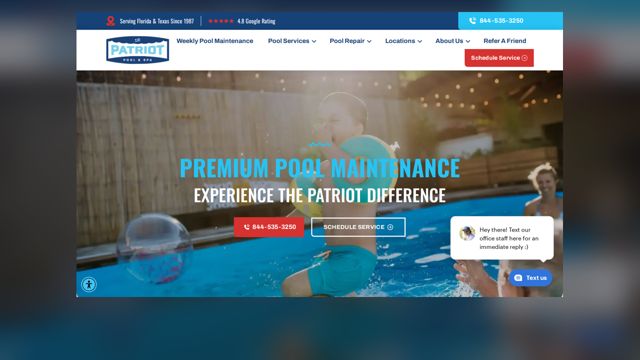 Serving Florida & Texas Since 1987
4.8 Google Rating
844-535-3250
PATRIOT
POOL & SPA
Weekly Pool Maintenance
Pool Services
Pool Repair
Locations
About Us
Refer A Friend
Schedule Service
PREMIUM POOL MAINTENANCE
EXPERIENCE THE PATRIOT DIFFERENCE
844-535-3250
SCHEDULE SERVICE
Hey there! Text our
office staff here for an
immediate reply :)
Text us